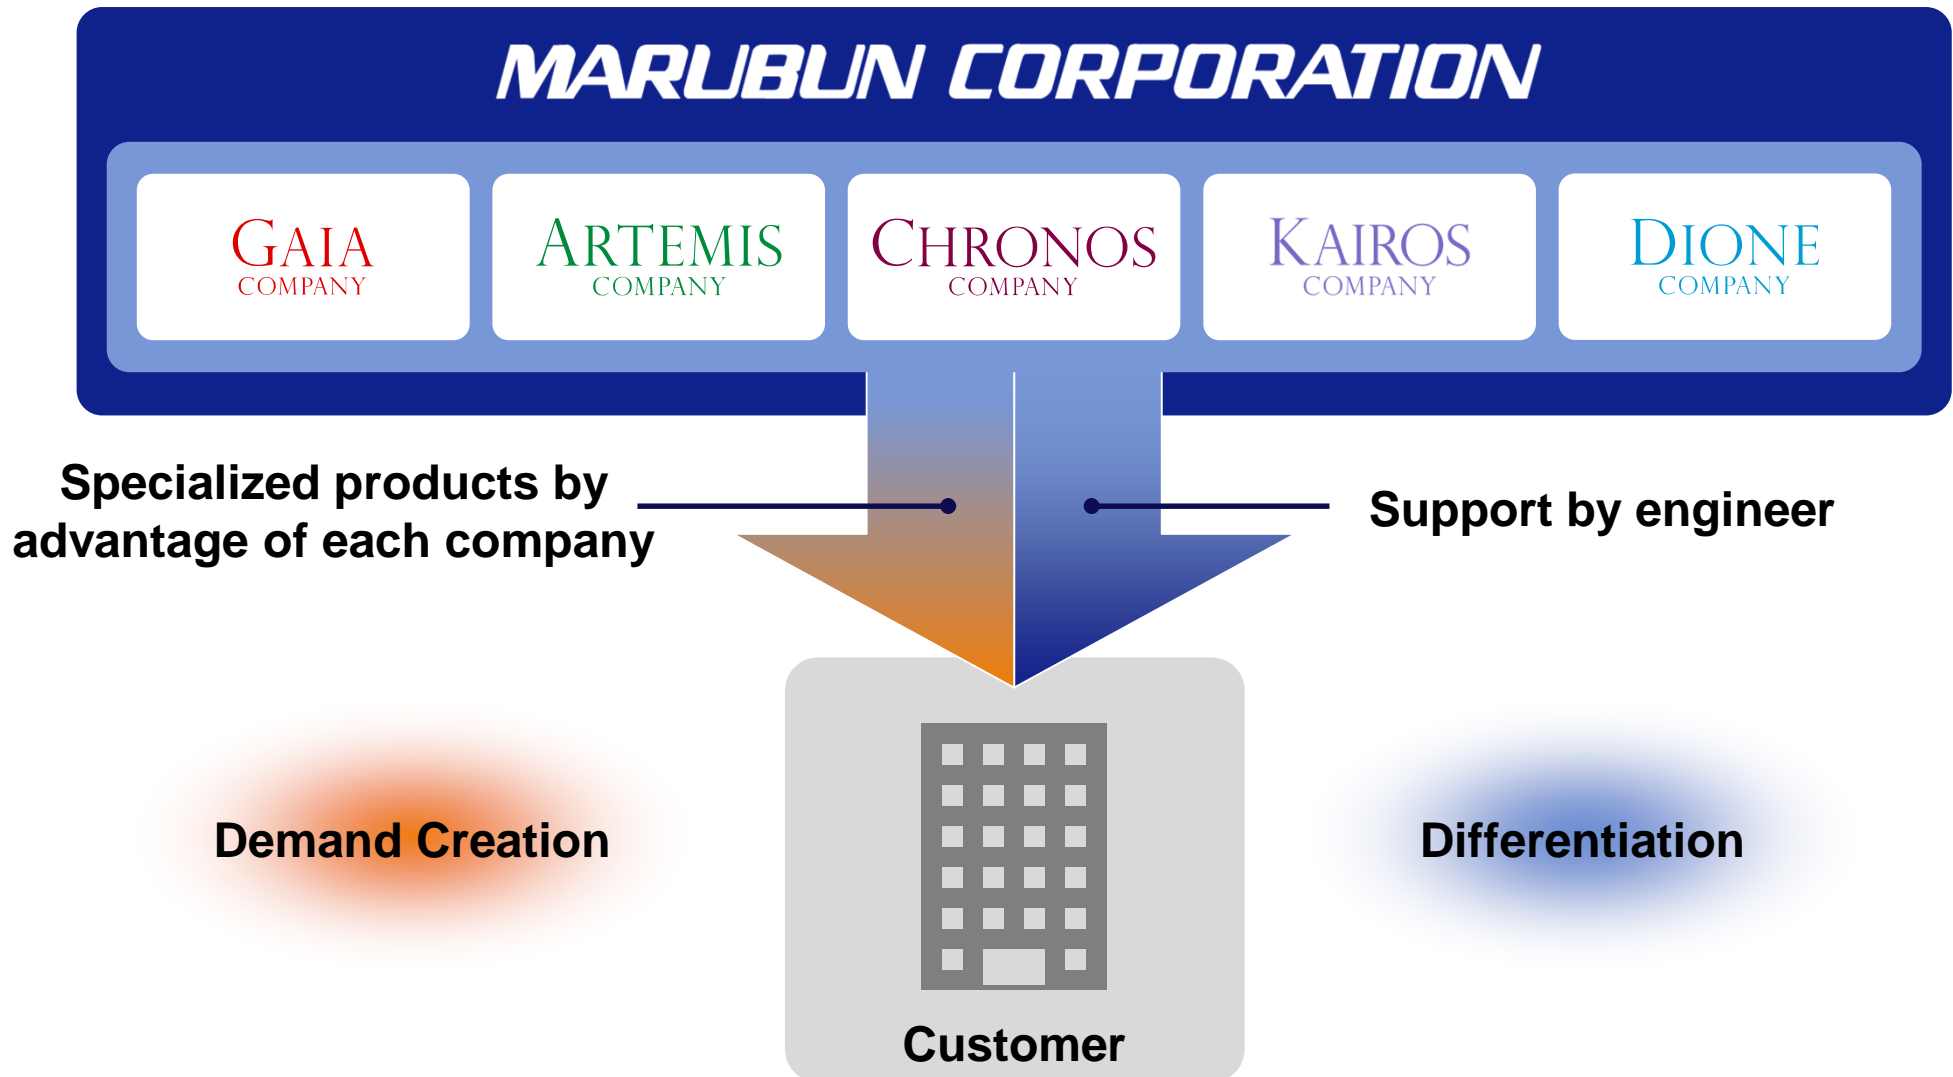 MARUBUN CORPORATION
GAIA
COMPANY
ARTEMIS
COMPANY
CHRONOS
COMPANY
KAIROS
COMPANY
DIONE
COMPANY
Specialized products by
advantage of each company
Support by engineer
Demand Creation
Differentiation
Customer